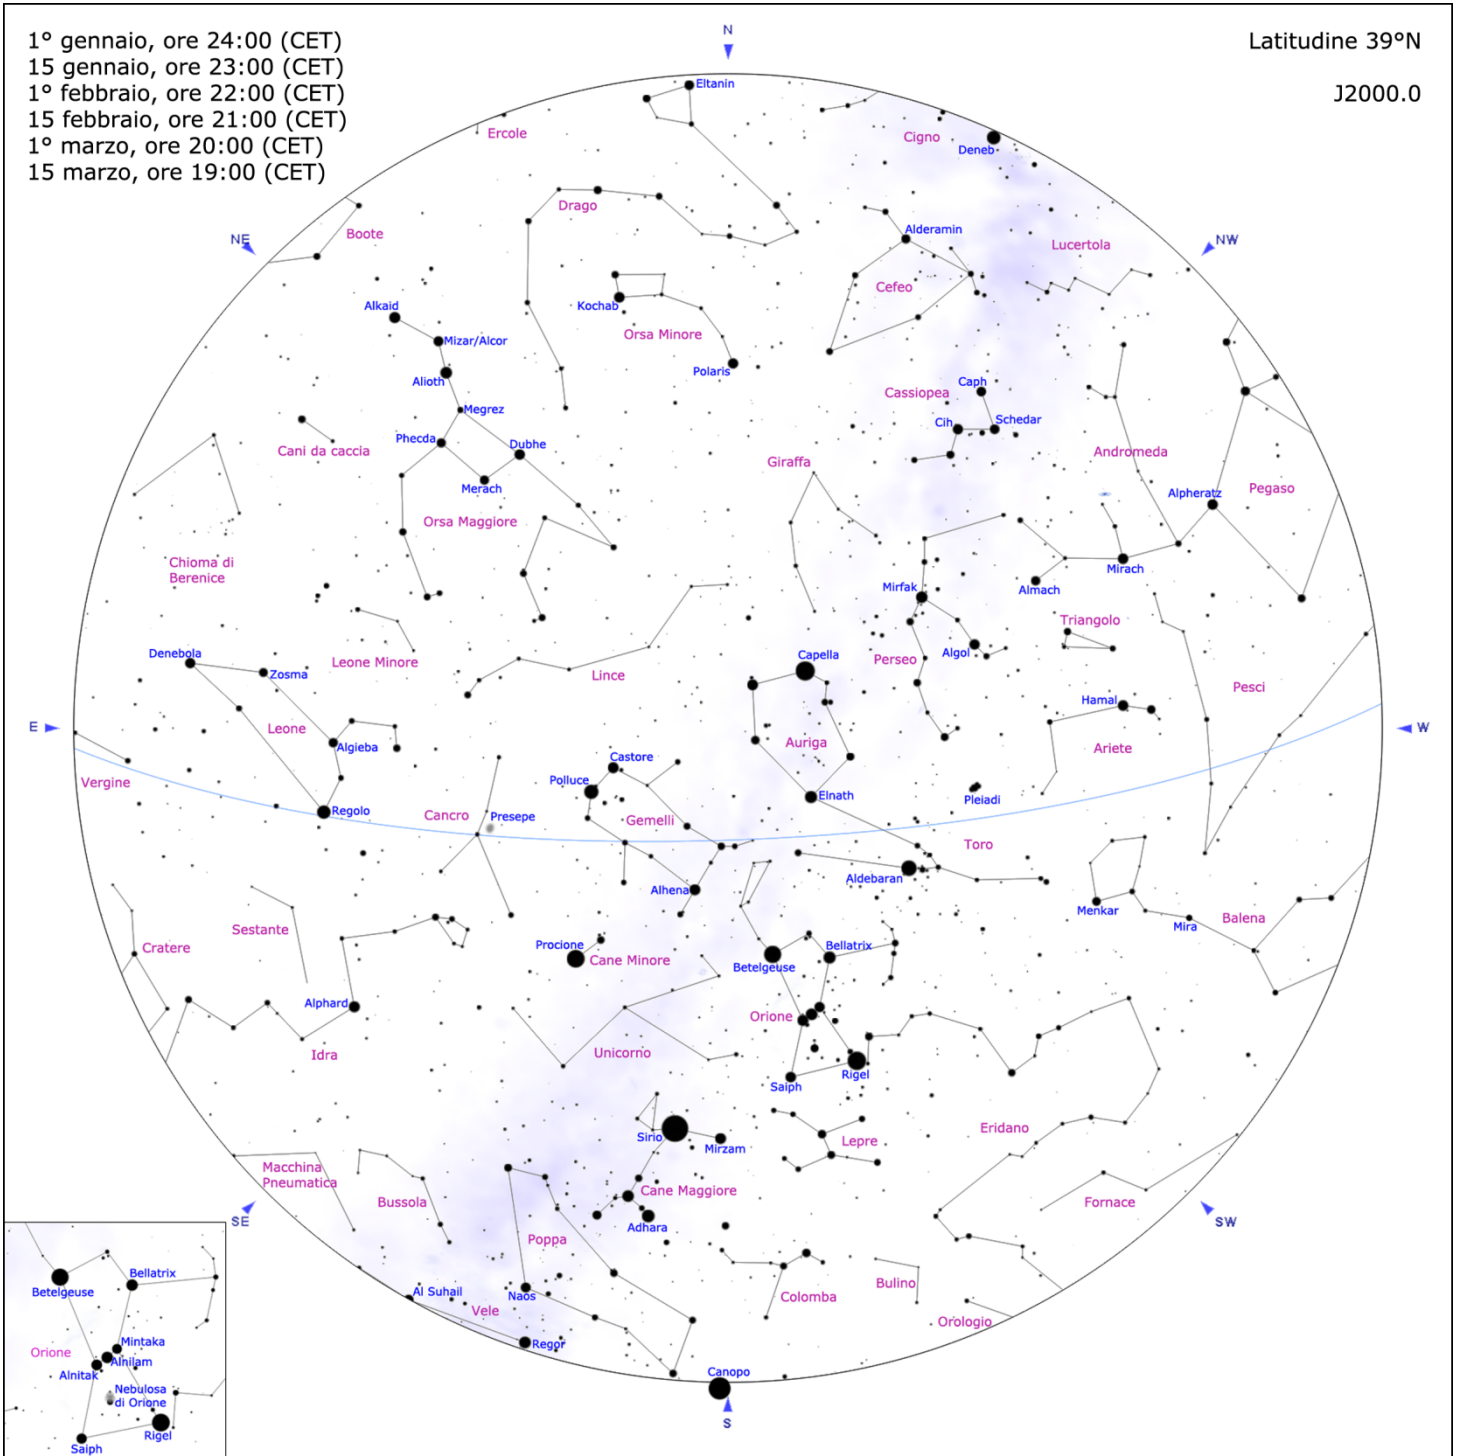 1° gennaio, ore 24:00 (CET)
15 gennaio, ore 23:00 (CET)
1° febbraio, ore 22:00 (CET)
15 febbraio, ore 21:00 (CET)
1° marzo, ore 20:00 (CET)
15 marzo, ore 19:00 (CET)
N
Latitudine 39°N
J2000.0
Eltanin
Ercole
Cigno
Deneb
Drago
Boote
NE
Alderamin
Lucertola
NW
Cefeo
Alkaid
Kochab
Orsa Minore
Mizar/Alcor
Polaris
Alioth
Caph
Cassiopea
Megrez
Schedar
Cih
Phecda
Dubhe
Cani da caccia
Andromeda
Giraffa
Merach
Alpheratz
Pegaso
Orsa Maggiore
Chioma di
Berenice
Mirach
Mirfak
Almach
Triangolo
Denebola
Leone Minore
Zosma
Lince
Capella
Perseo
Algol
Pesci
Hamal
E
Leone
Algieba
Auriga
Ariete
W
Vergine
Castore
Polluce
Elnath
Pleiadi
Regolo
Cancro
Presepe
Gemelli
Toro
Alhena
Aldebaran
Menkar
Mira
Balena
Sestante
Cratere
Procione
Cane Minore
Bellatrix
Betelgeuse
Alphard
Orione
Idra
Unicorno
Saiph
Rigel
Sirio
Mirzam
Lepre
Eridano
Macchina
Pneumatica
Bussola
Cane Maggiore
Fornace
SE
Adhara
SW
Poppa
Bulino
Al Suhail
Naos
Colomba
Vele
Orologio
Regor
Canopo
S
Bellatrix
Betelgeuse
Mintaka
Orione
Alnilam
Alnitak
Nebulosa
di Orione
Rigel
Saiph